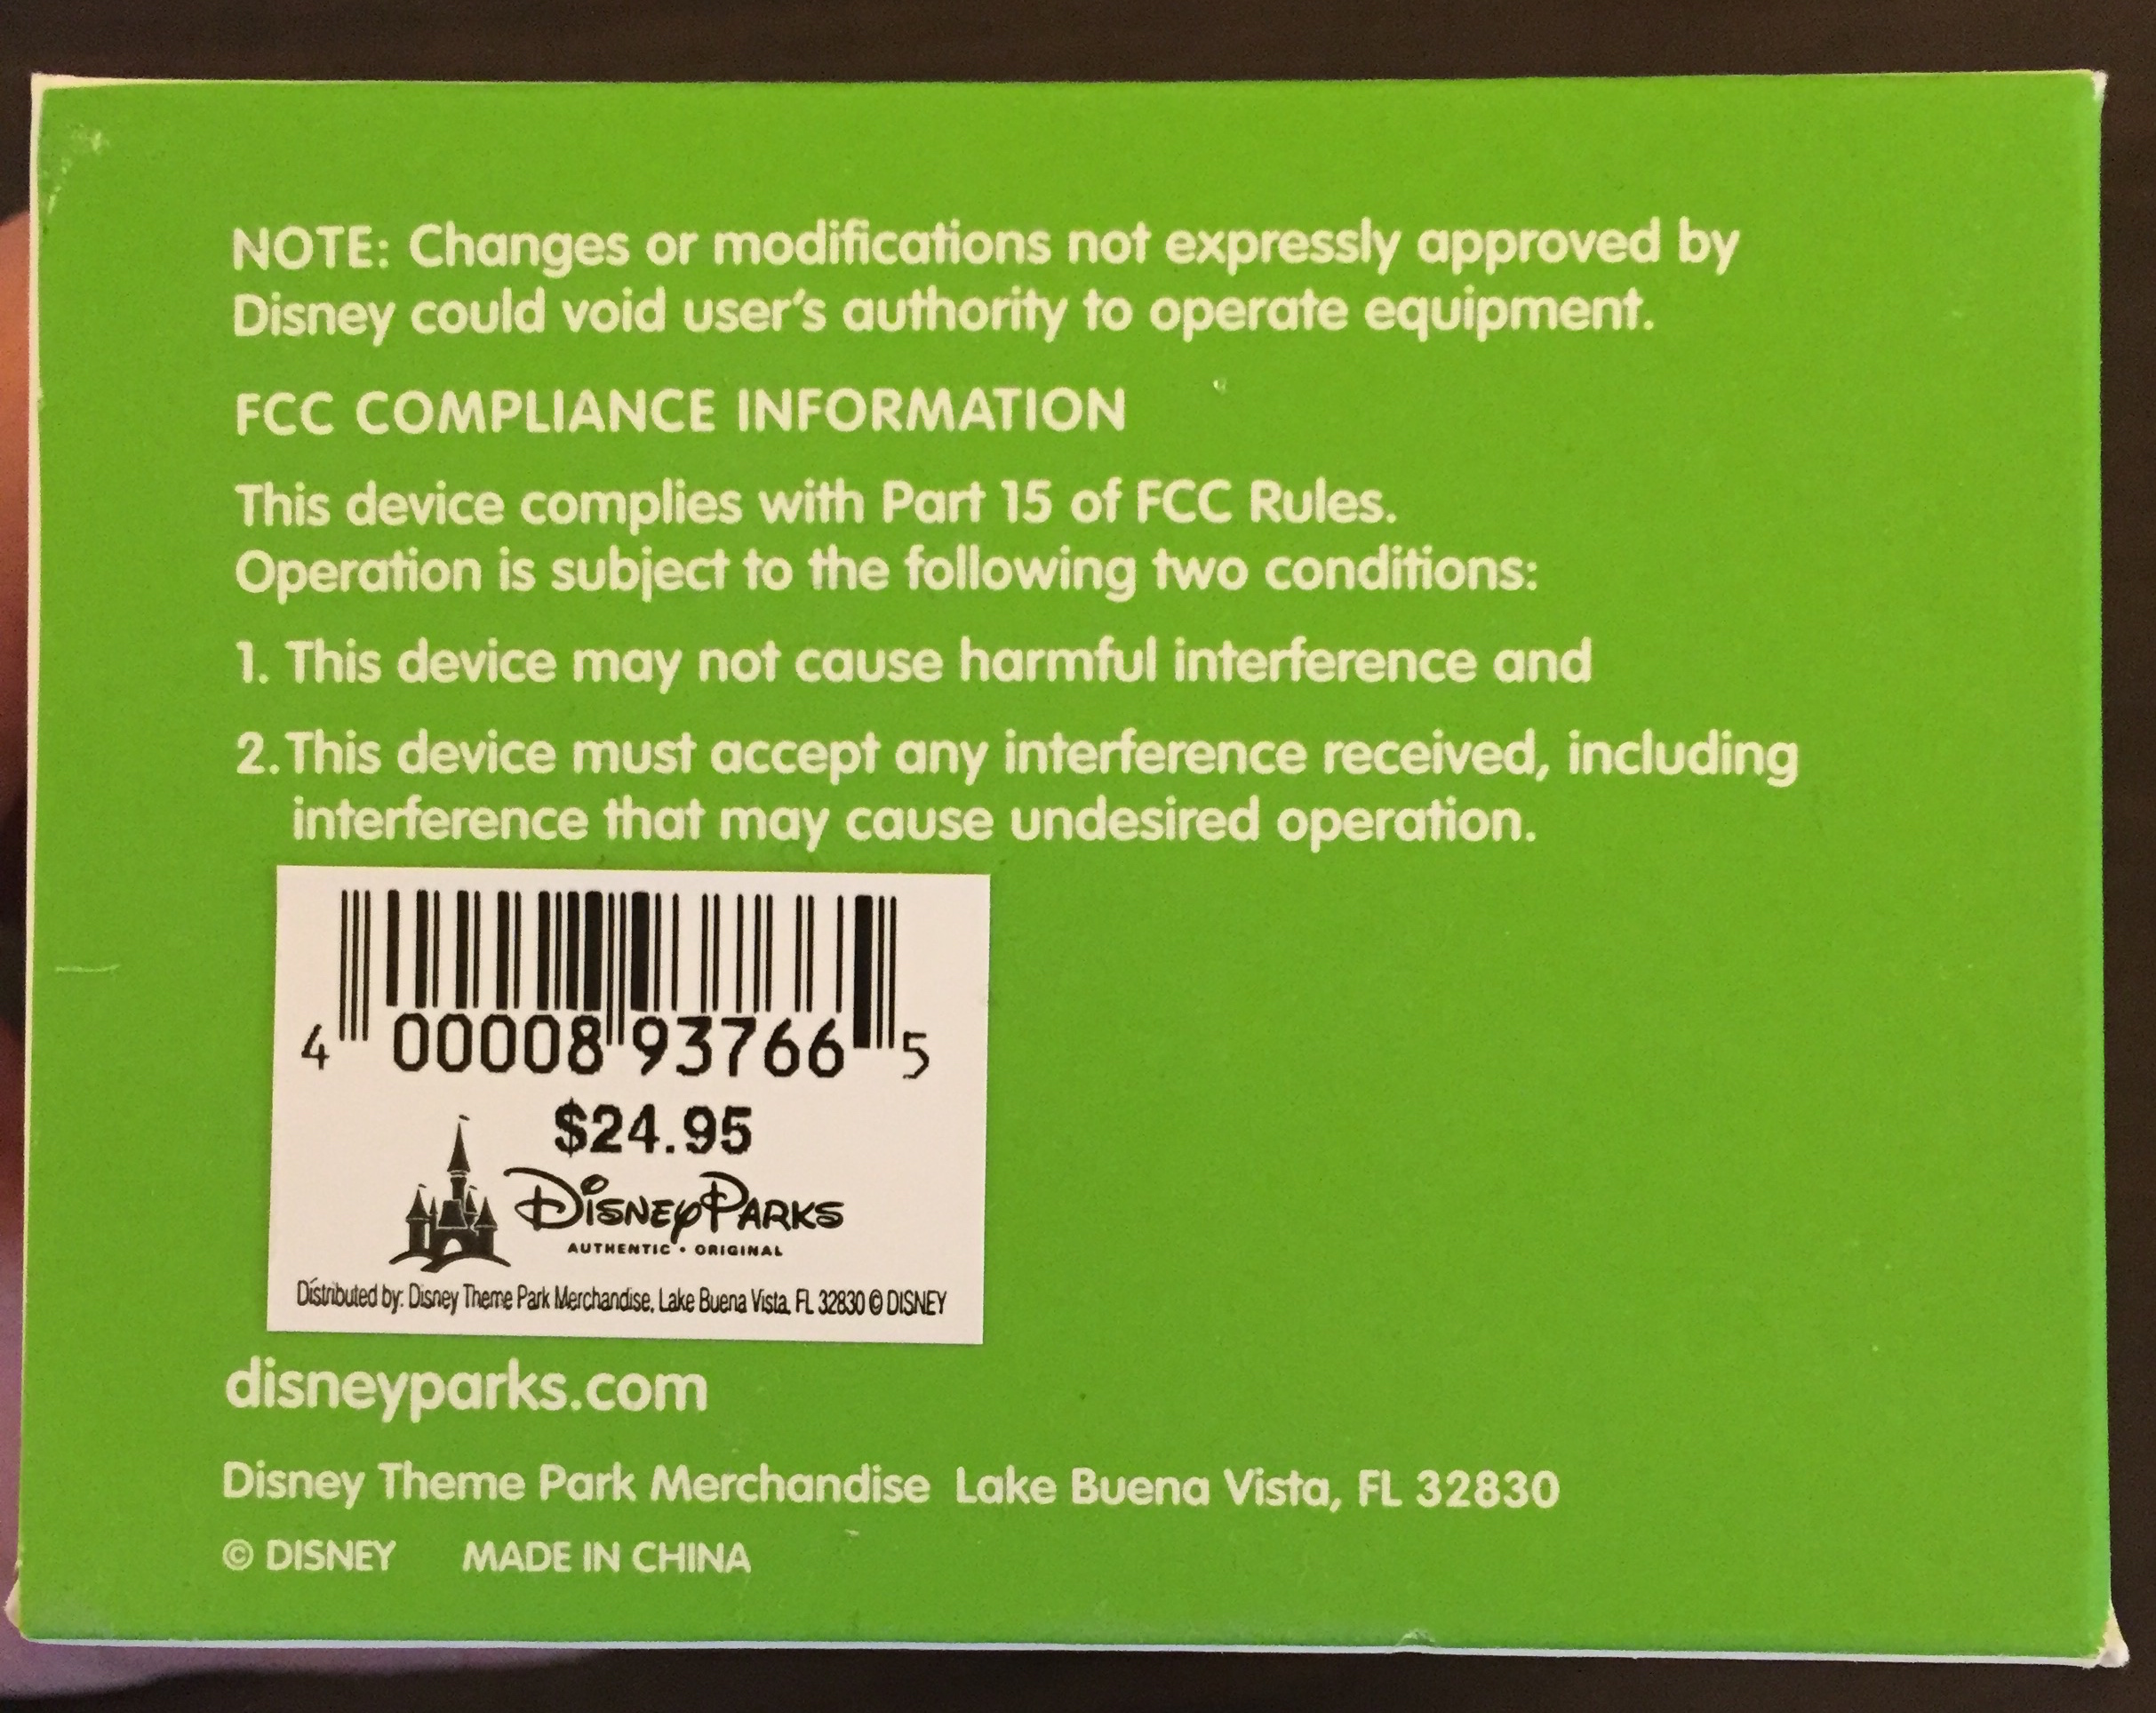 NOTE: Changes or modifications not expressly approved by
Disney could void user's authority to operate equipment.
FCC COMPLIANCE INFORMATION
This device complies with Part 15 of FCC Rules.
Operation is subject to the following two conditions:
1. This device may not cause harmful interference and
2. This device must accept any interference received, including
interference that may cause undesired operation.
4 00008 93766 5
$24.95
Disney Parks
AUTHENTIC • ORIGINAL
Distributed by: Disney Theme Park Merchandise, Lake Buena Vista, FL 32830 © DISNEY
disneyparks.com
Disney Theme Park Merchandise Lake Buena Vista, FL 32830
© DISNEY MADE IN CHINA